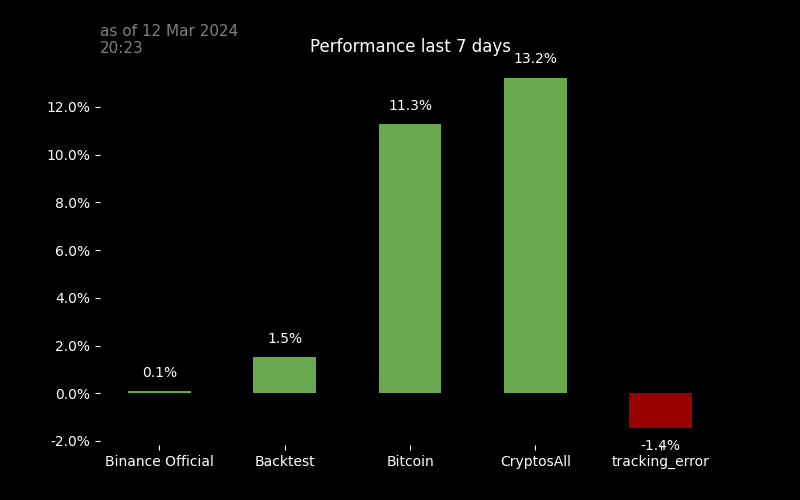 as of 12 Mar 2024
20:23
Performance last 7 days
13.2%
12.0%
11.3%
10.0%
8.0%
6.0%
4.0%
2.0%
1.5%
0.1%
0.0%
-2.0%
-1.4%
Binance Official
Backtest
Bitcoin
CryptosAll
tracking_error